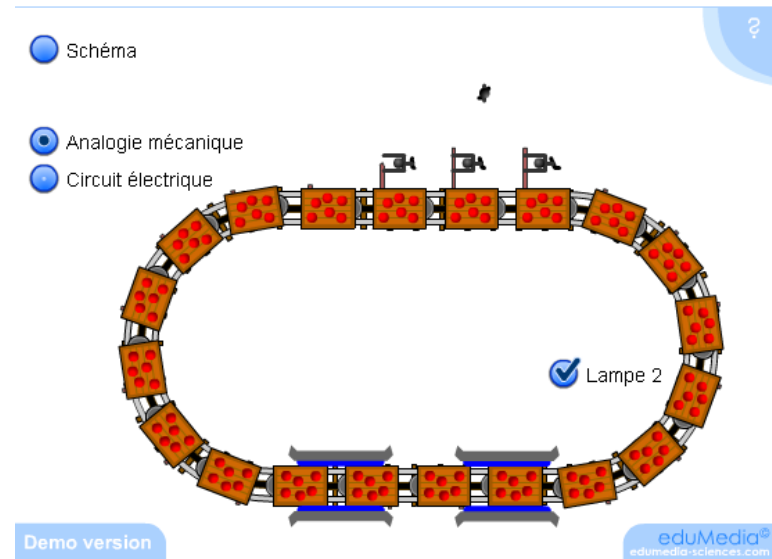 ?
Schéma
Analogie mécanique
Circuit électrique
Lampe 2
Demo version
eduMedia©
edumedia-sciences.com